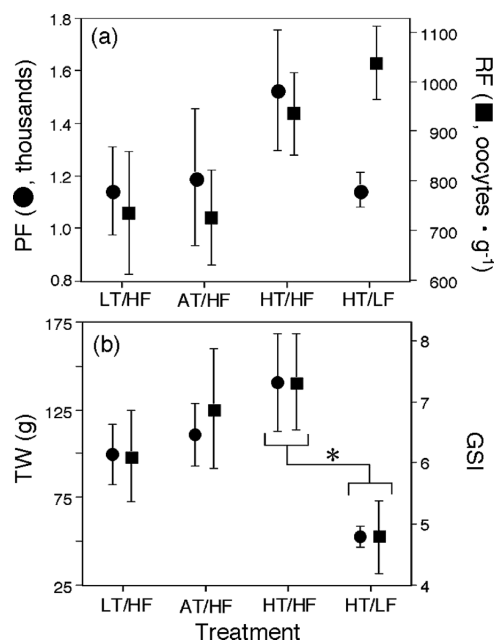 (a)
PF (●, thousands)
1.8
1.6
1.4
1.2
1.0
0.8
1100
1000
900
800
700
600
RF (■, oocytes • g⁻¹)
LT/HF AT/HF HT/HF HT/LF
(b)
TW (g)
175
125
75
25
8
7
6
5
4
GSI
*
LT/HF AT/HF HT/HF HT/LF
Treatment